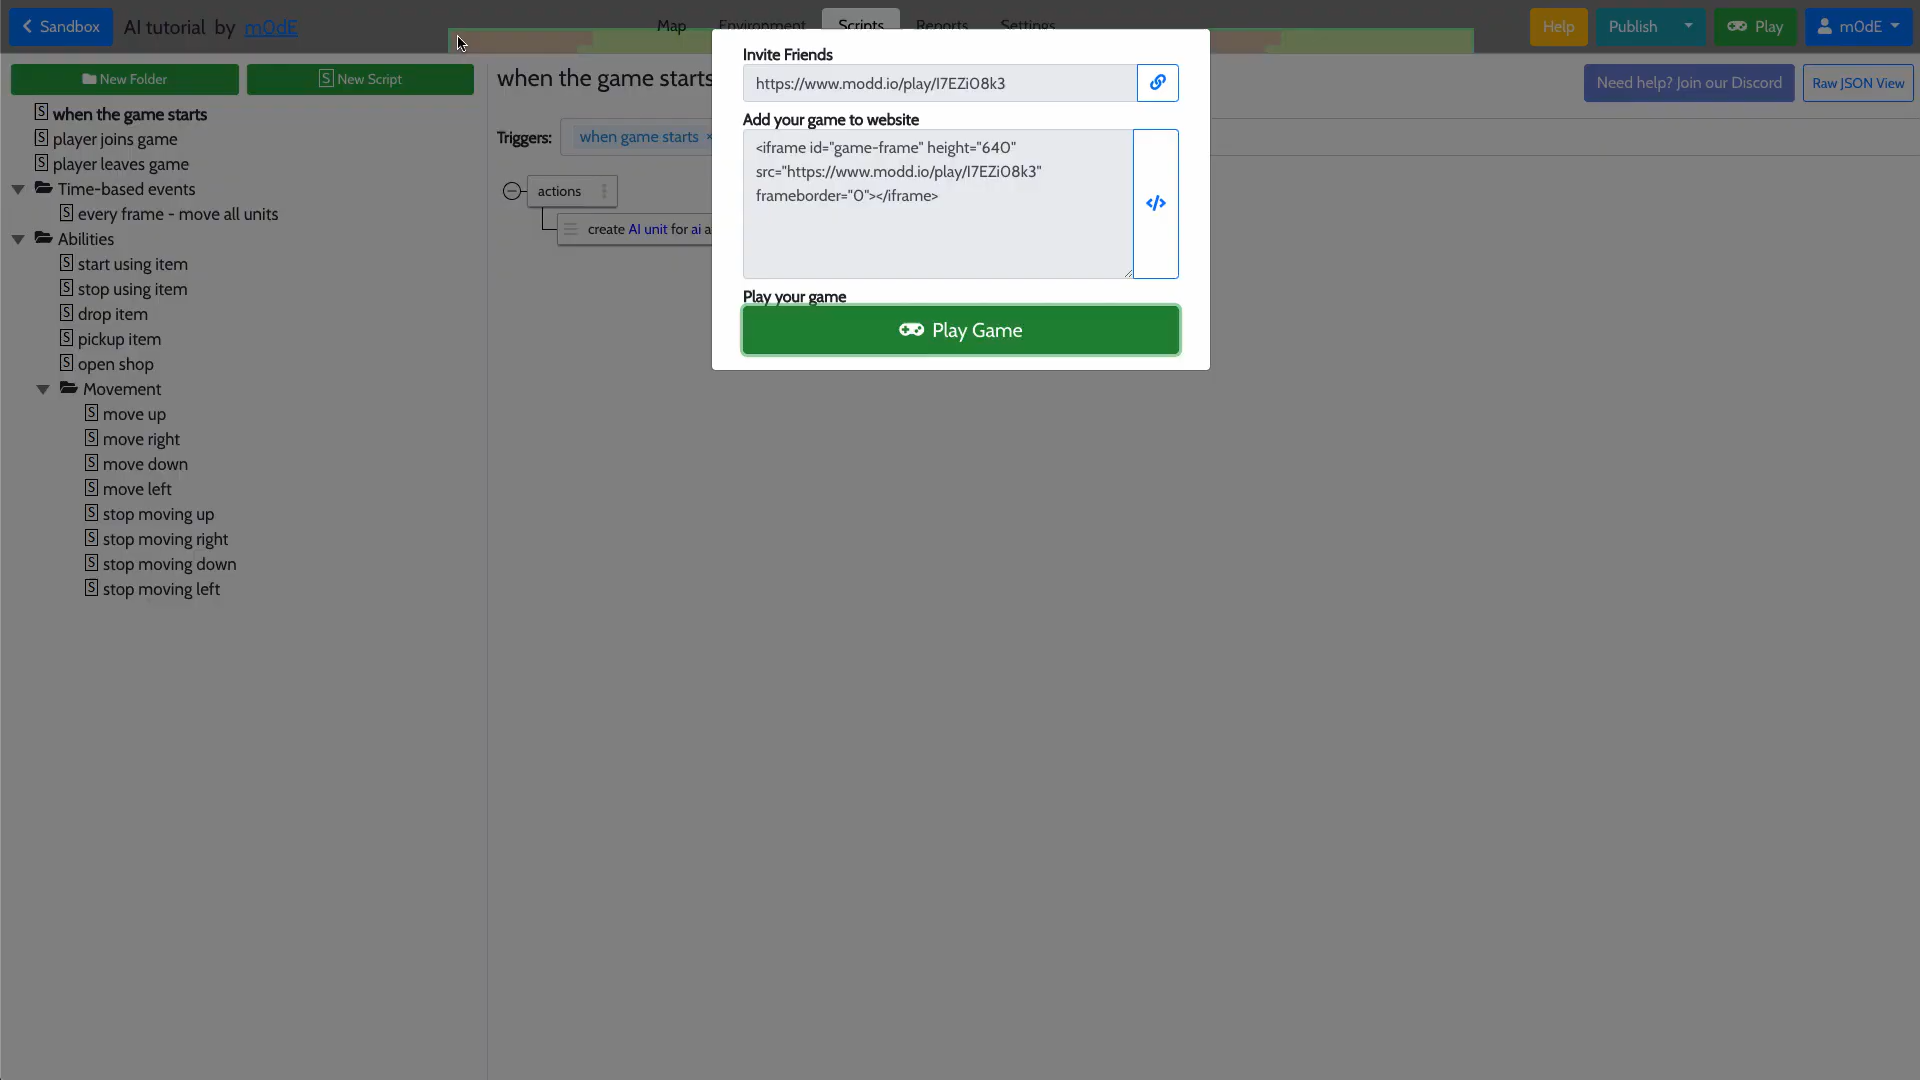 Sandbox
AI tutorial by m0dE
Map
Environment
Scripts
Reports
Settings
Help
Publish
Play
m0dE
New Folder
New Script
when the game starts
player joins game
player leaves game
Time-based events
every frame - move all units
Abilities
start using item
stop using item
drop item
pickup item
open shop
Movement
move up
move right
move down
move left
stop moving up
stop moving right
stop moving down
stop moving left
when the game starts
Need help? Join our Discord
Raw JSON View
Triggers:
when game starts ×
actions
create AI unit for ai a
Invite Friends
https://www.modd.io/play/I7EZiO8k3
Add your game to website
<iframe id="game-frame" height="640"
src="https://www.modd.io/play/I7EZiO8k3"
frameborder="0"></iframe>
</>
Play your game
Play Game